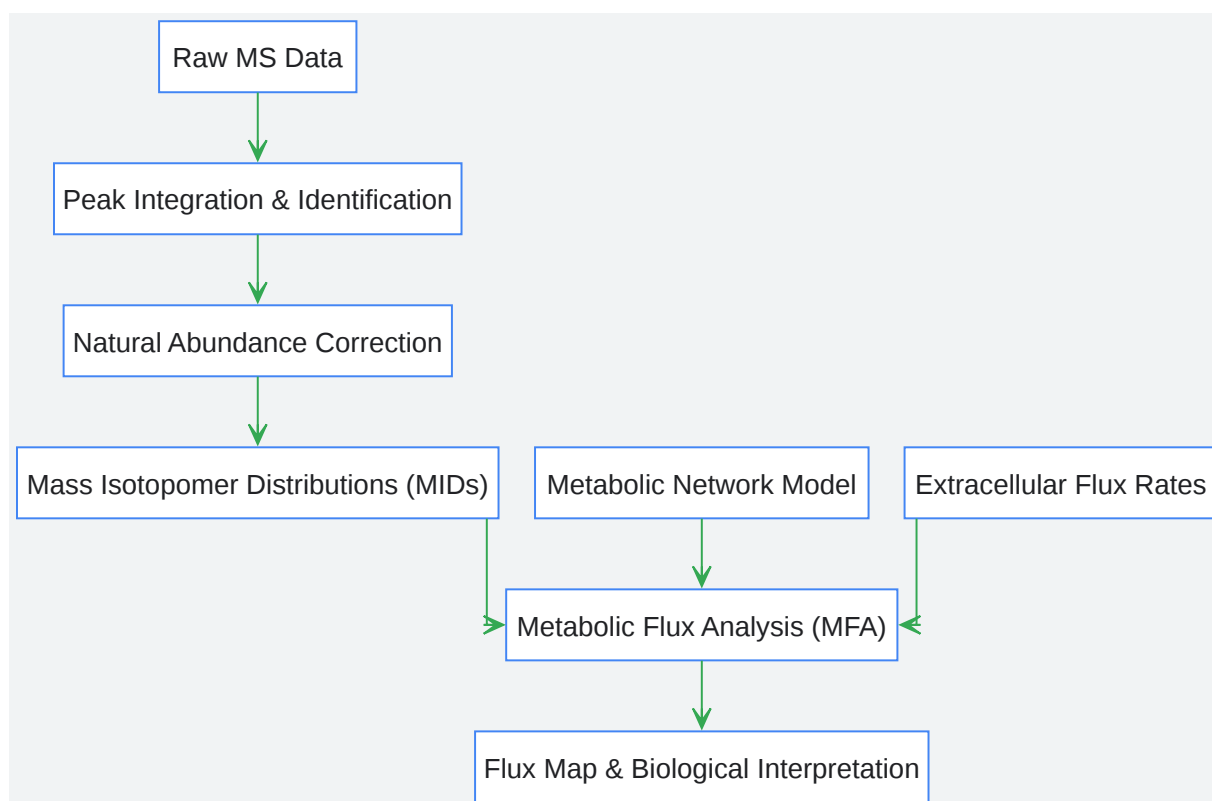 Raw MS Data
Peak Integration & Identification
Natural Abundance Correction
Mass Isotopomer Distributions (MIDs)
Metabolic Network Model
Extracellular Flux Rates
Metabolic Flux Analysis (MFA)
Flux Map & Biological Interpretation